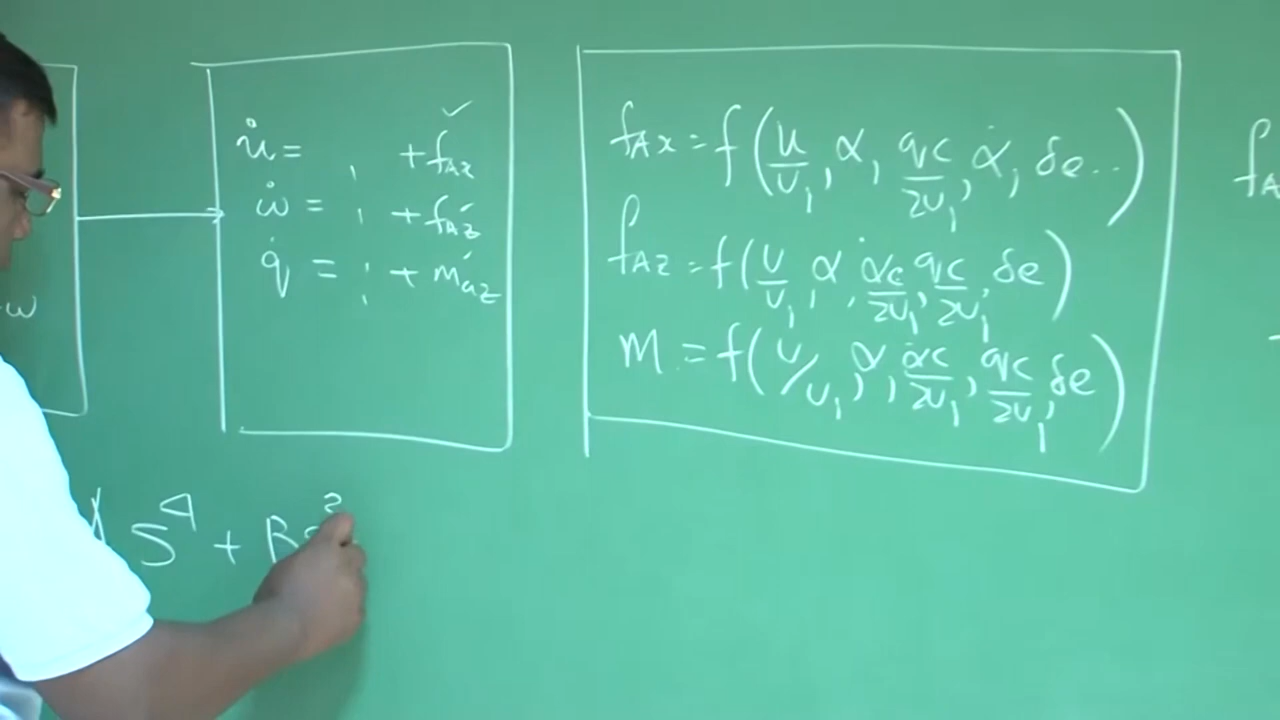 ω
u̇ = ⋮ + f_Ax ✓
ẇ = ⋮ + f_Az
q̇ = ⋮ + m_az
f_Ax = f(u/U₁, α, qc/2U₁, α̇, δe...)
f_Az = f(U/U₁, α, α̇c/2U₁, qc/2U₁, δe)
M = f(U/U₁, α, α̇c/2U₁, qc/2U₁, δe)
f_A
A S⁴ + B